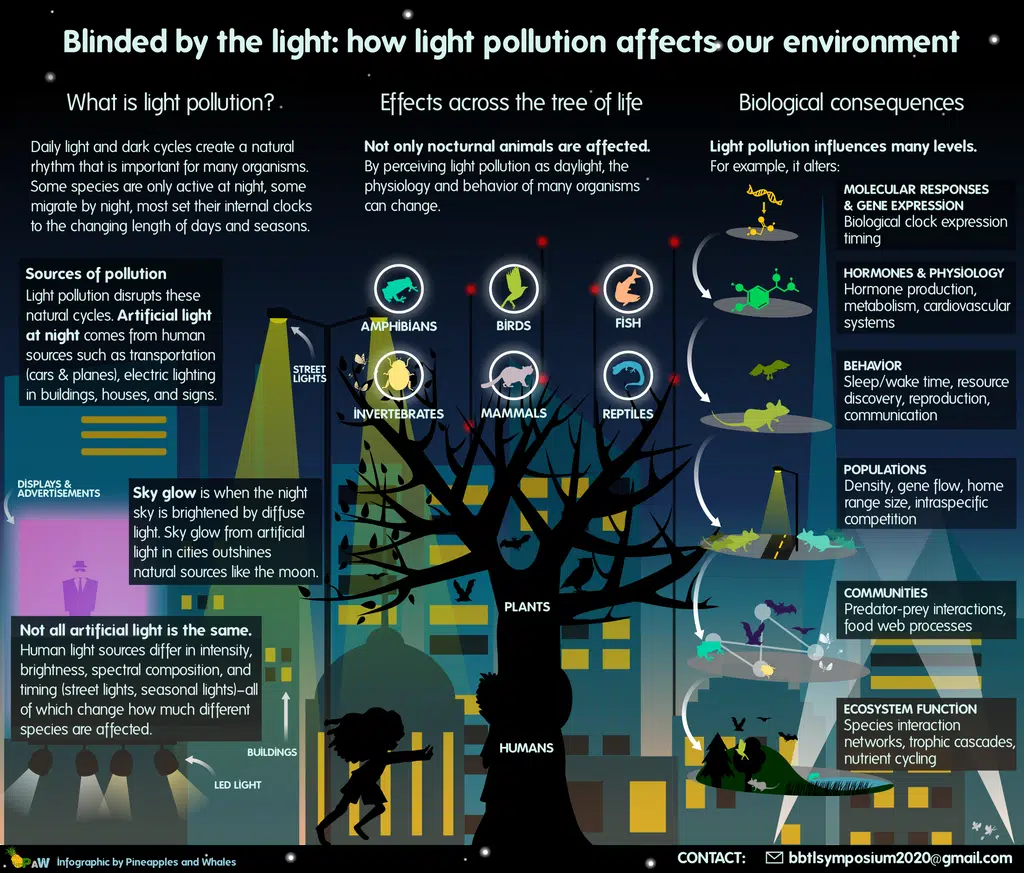 Blinded by the light: how light pollution affects our environment
What is light pollution?
Daily light and dark cycles create a natural
rhythm that is important for many organisms.
Some species are only active at night, some
migrate by night, most set their internal clocks
to the changing length of days and seasons.
Sources of pollution
Light pollution disrupts these
natural cycles. Artificial light
at night comes from human
sources such as transportation
(cars & planes), electric lighting
in buildings, houses, and signs.
STREET
LIGHTS
DISPLAYS &
ADVERTISEMENTS
Sky glow is when the night
sky is brightened by diffuse
light. Sky glow from artificial
light in cities outshines
natural sources like the moon.
Not all artificial light is the same.
Human light sources differ in intensity,
brightness, spectral composition, and
timing (street lights, seasonal lights)–all
of which change how much different
species are affected.
BUILDINGS
LED LIGHT
Effects across the tree of life
Not only nocturnal animals are affected.
By perceiving light pollution as daylight, the
physiology and behavior of many organisms
can change.
AMPHIBIANS
BIRDS
FISH
INVERTEBRATES
MAMMALS
REPTILES
PLANTS
HUMANS
Biological consequences
Light pollution influences many levels.
For example, it alters:
MOLECULAR RESPONSES
& GENE EXPRESSION
Biological clock expression
timing
HORMONES & PHYSIOLOGY
Hormone production,
metabolism, cardiovascular
systems
BEHAVIOR
Sleep/wake time, resource
discovery, reproduction,
communication
POPULATIONS
Density, gene flow, home
range size, intraspecific
competition
COMMUNITIES
Predator-prey interactions,
food web processes
ECOSYSTEM FUNCTION
Species interaction
networks, trophic cascades,
nutrient cycling
PAW
Infographic by Pineapples and Whales
CONTACT:
bbtlsymposium2020@gmail.com